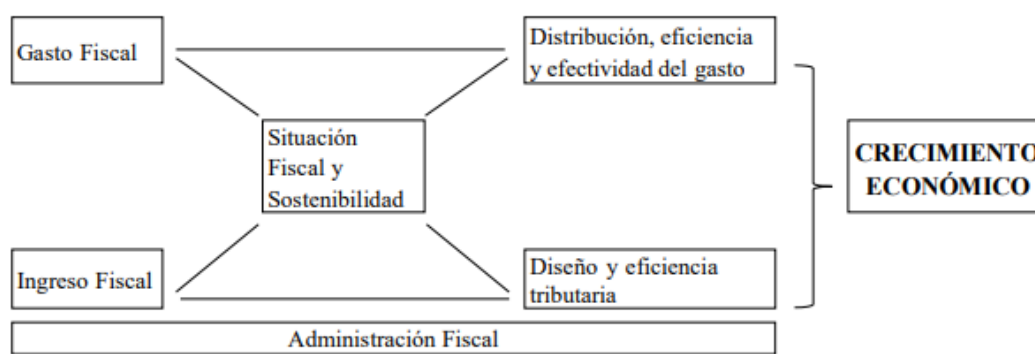 Gasto Fiscal
Distribución, eficiencia
y efectividad del gasto
Situación
Fiscal y
Sostenibilidad
CRECIMIENTO
ECONÓMICO
Ingreso Fiscal
Diseño y eficiencia
tributaria
Administración Fiscal